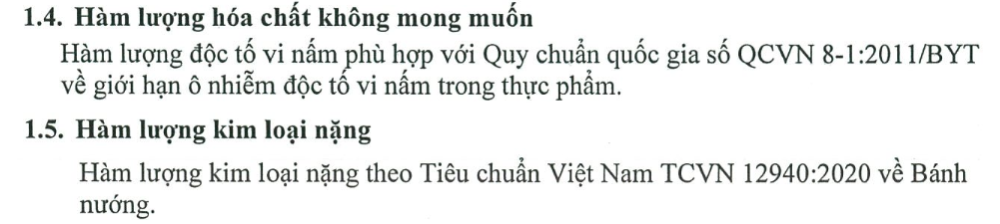 1.4. Hàm lượng hóa chất không mong muốn
Hàm lượng độc tố vi nấm phù hợp với Quy chuẩn quốc gia số QCVN 8-1:2011/BYT
về giới hạn ô nhiễm độc tố vi nấm trong thực phẩm.
1.5. Hàm lượng kim loại nặng
Hàm lượng kim loại nặng theo Tiêu chuẩn Việt Nam TCVN 12940:2020 về Bánh
nướng.